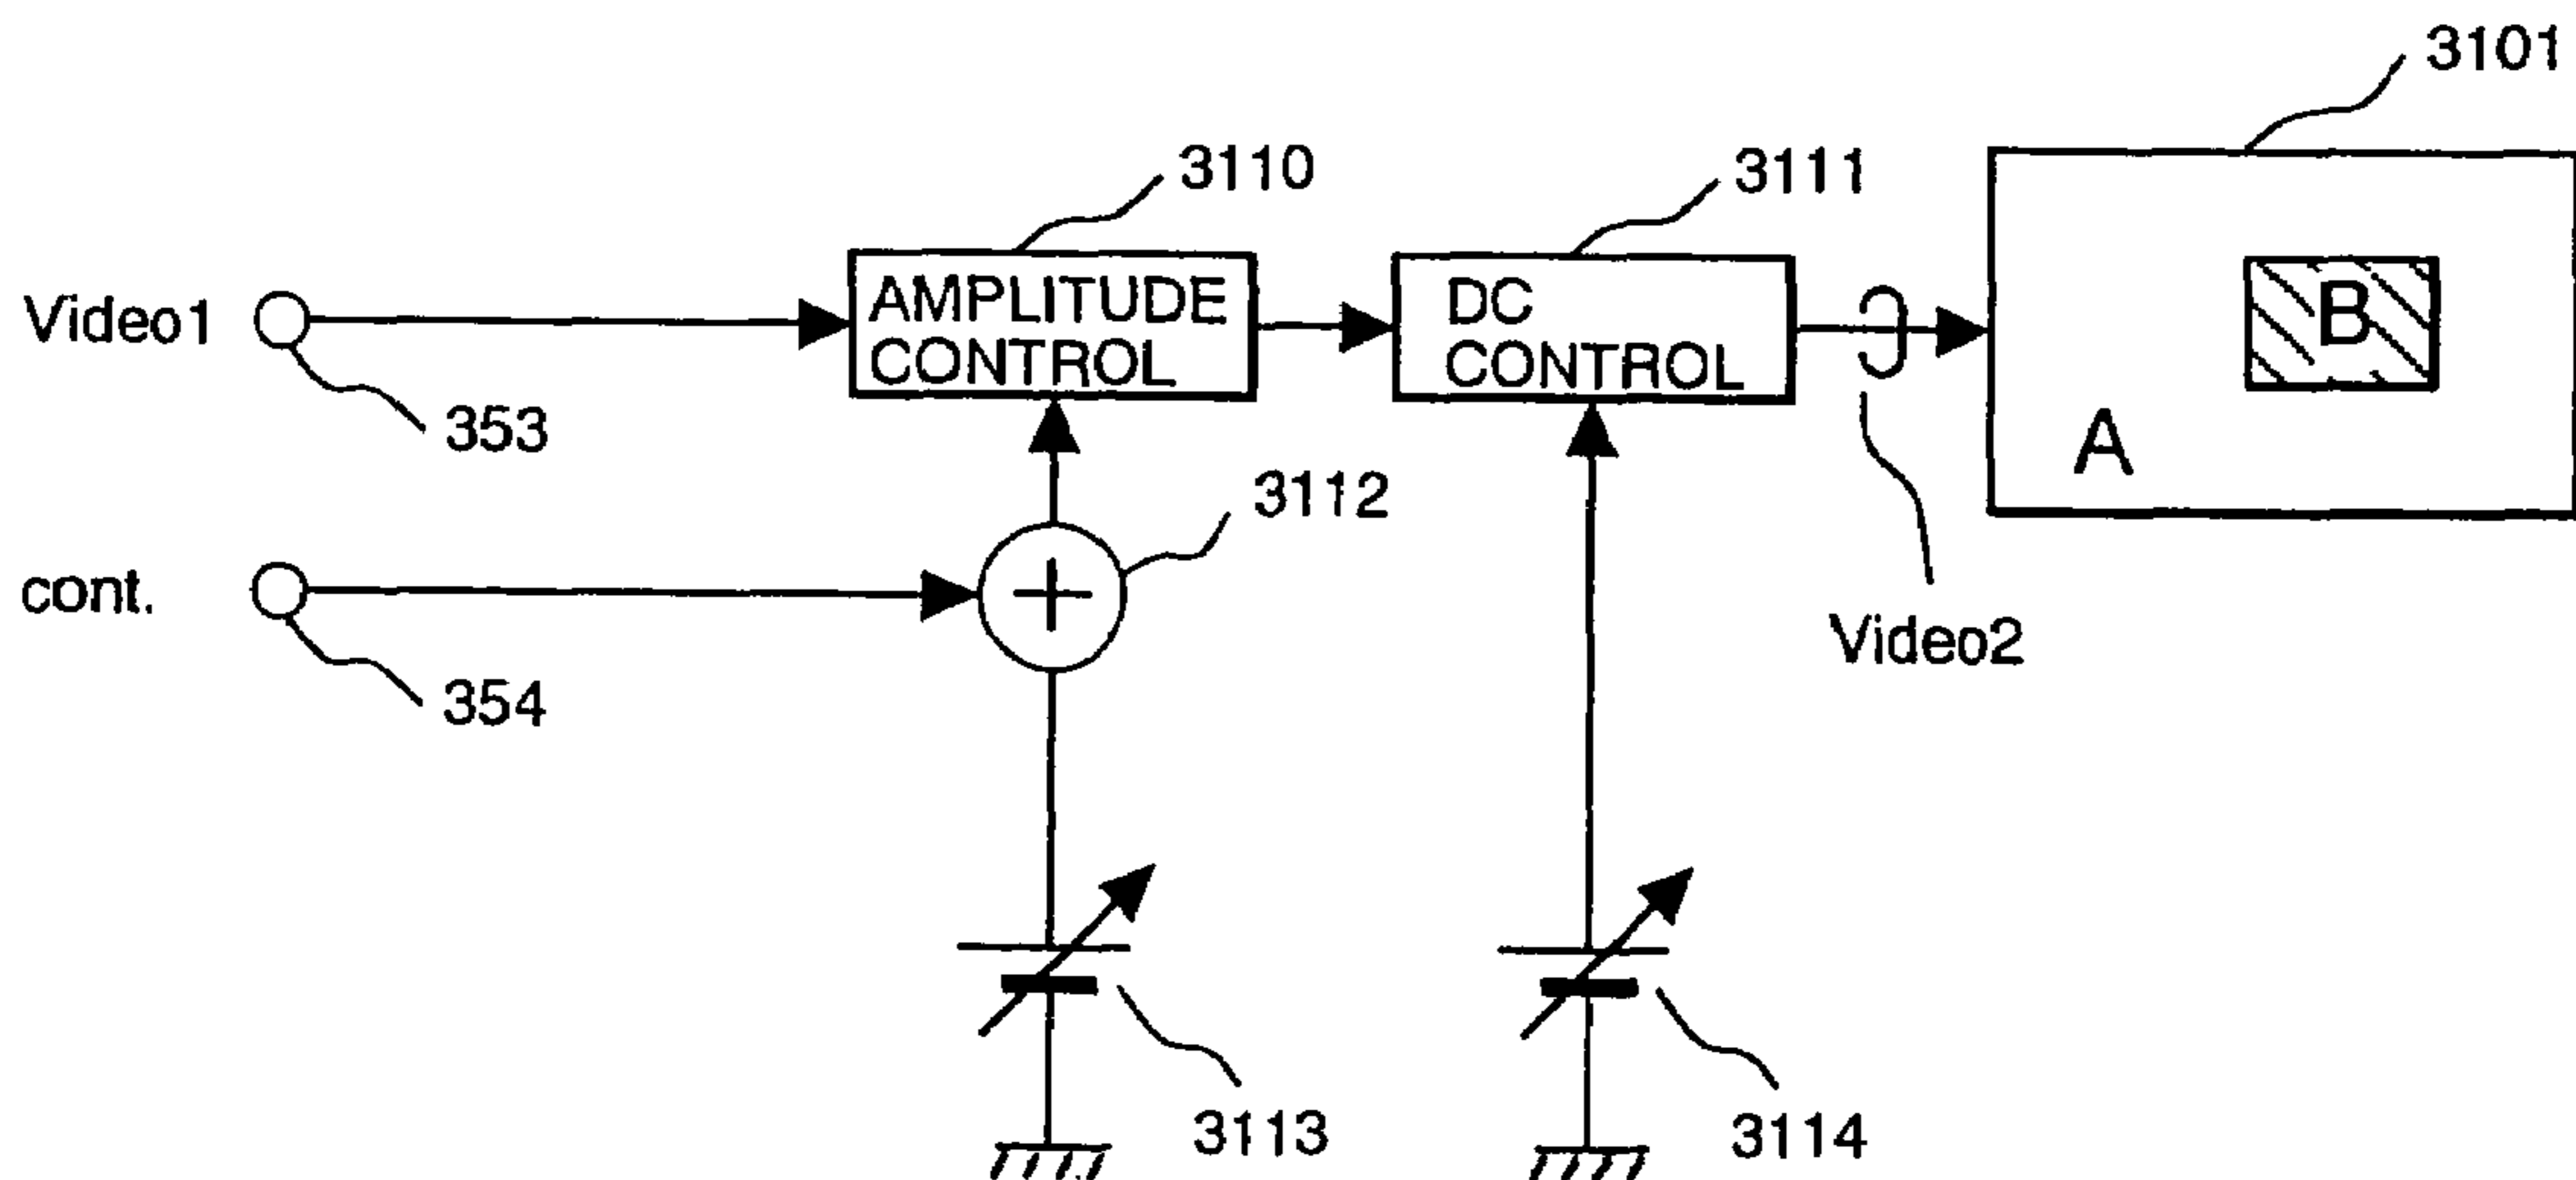 3101
3110
3111
Video1
AMPLITUDE
CONTROL
DC
CONTROL
B
A
353
3112
cont.
Video2
354
3113
3114